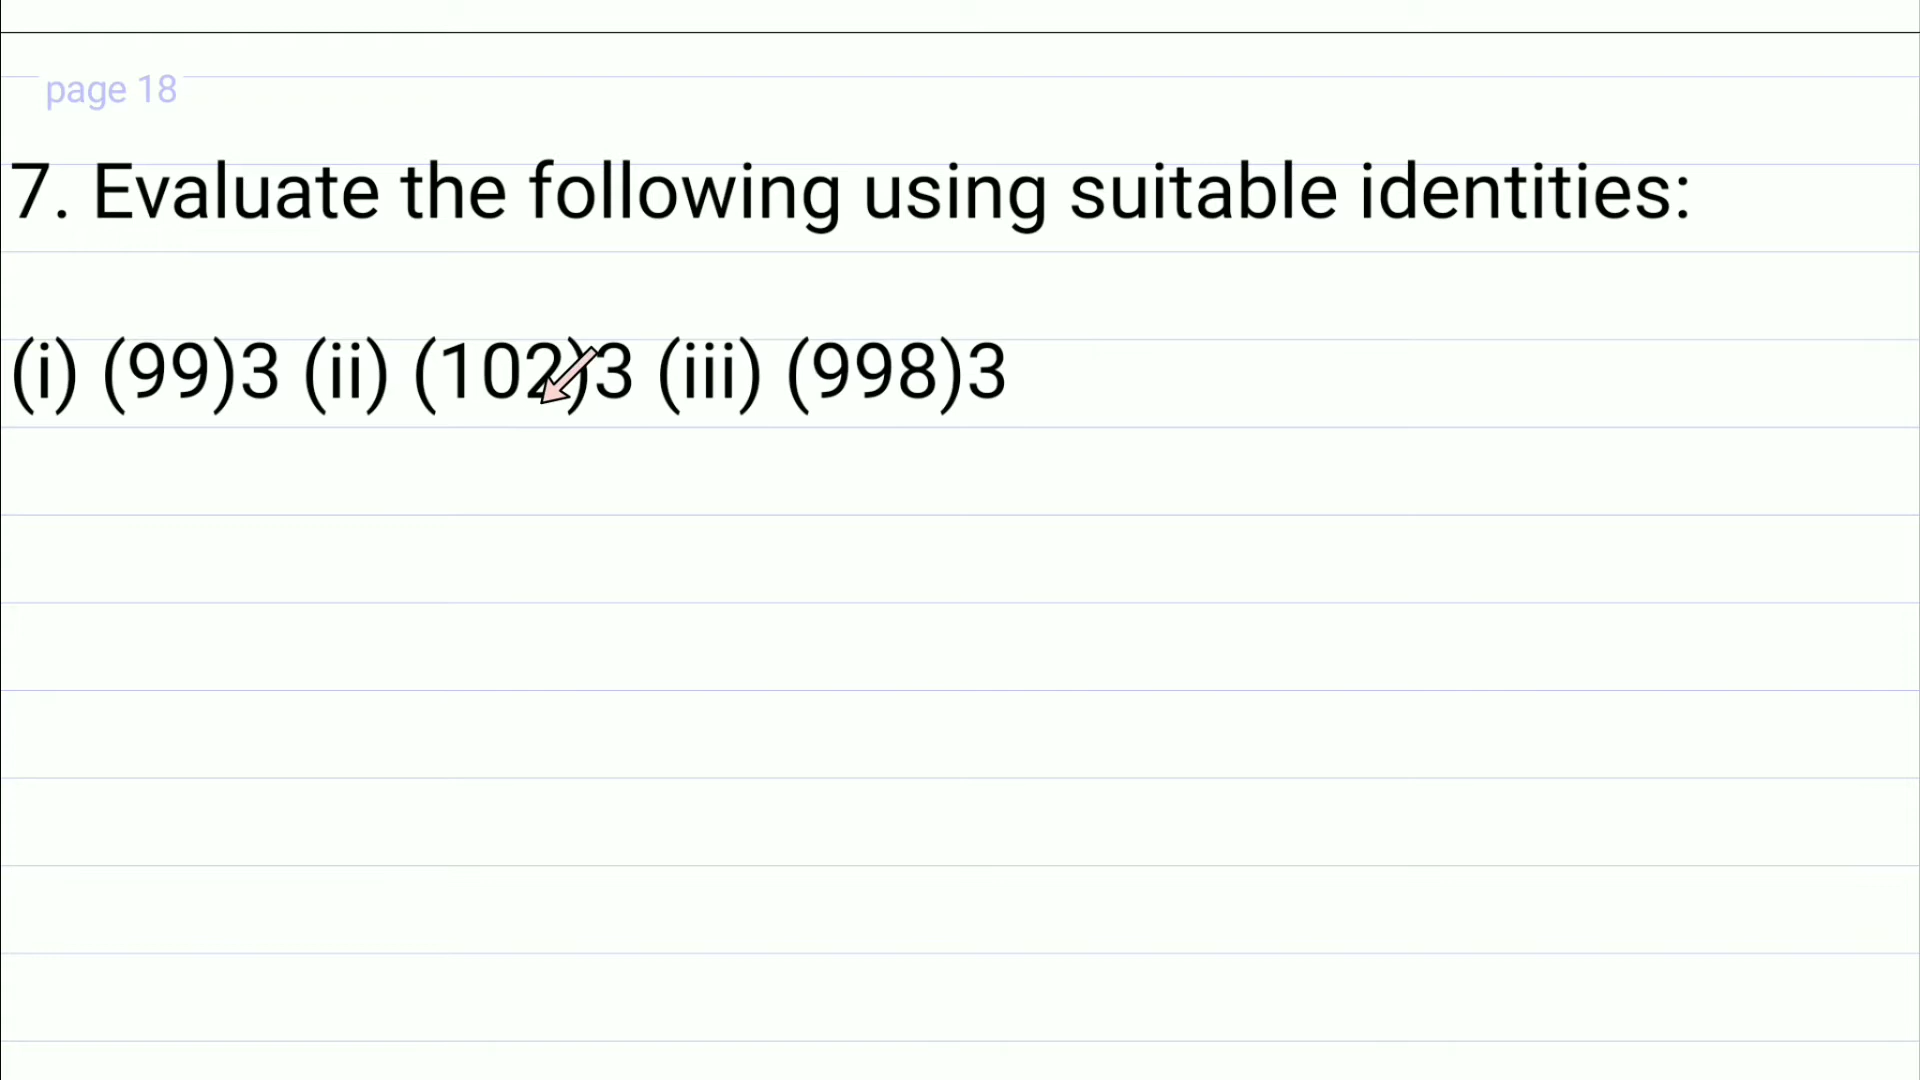 page 18
7. Evaluate the following using suitable identities:
(i) (99)3 (ii) (102)3 (iii) (998)3